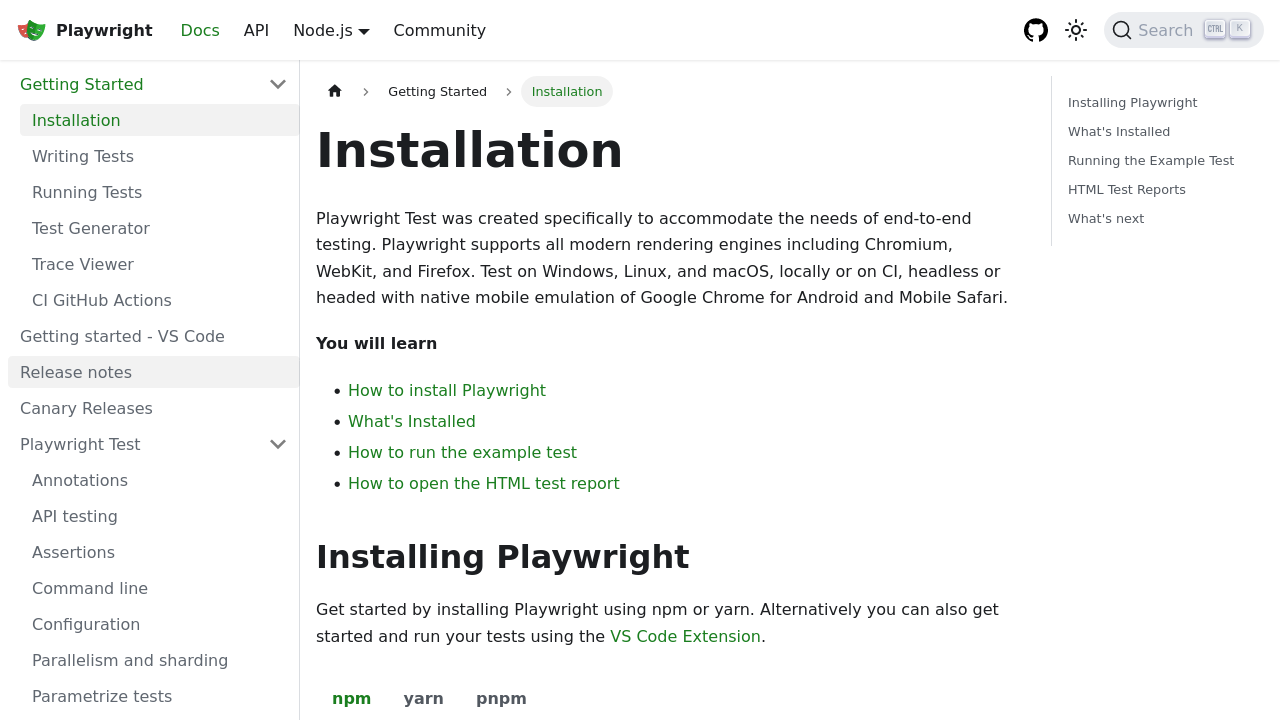 Playwright
Docs
API
Node.js
Community
Search
CTRL
K
Getting Started
Installation
Writing Tests
Running Tests
Test Generator
Trace Viewer
CI GitHub Actions
Getting started - VS Code
Release notes
Canary Releases
Playwright Test
Annotations
API testing
Assertions
Command line
Configuration
Parallelism and sharding
Parametrize tests
Getting Started
Installation
Installation
Playwright Test was created specifically to accommodate the needs of end-to-end
testing. Playwright supports all modern rendering engines including Chromium,
WebKit, and Firefox. Test on Windows, Linux, and macOS, locally or on CI, headless or
headed with native mobile emulation of Google Chrome for Android and Mobile Safari.
You will learn
• How to install Playwright
• What's Installed
• How to run the example test
• How to open the HTML test report
Installing Playwright
Get started by installing Playwright using npm or yarn. Alternatively you can also get
started and run your tests using the VS Code Extension.
npm
yarn
pnpm
Installing Playwright
What's Installed
Running the Example Test
HTML Test Reports
What's next